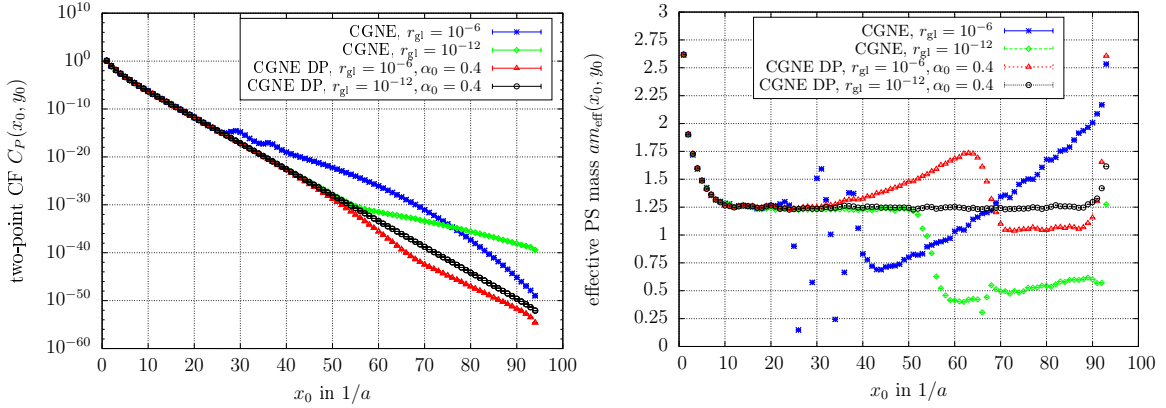 two-point CF C_P(x_0, y_0)
10^0
10^{-10}
10^{-20}
10^{-30}
10^{-40}
10^{-50}
10^{-60}
CGNE, r_gl = 10^{-6}
CGNE, r_gl = 10^{-12}
CGNE DP, r_gl = 10^{-6}, α_0 = 0.4
CGNE DP, r_gl = 10^{-12}, α_0 = 0.4
0 10 20 30 40 50 60 70 80 90 100
x_0 in 1/a
effective PS mass am_eff(x_0, y_0)
3
2.75
2.5
2.25
2
1.75
1.5
1.25
1
0.75
0.5
0.25
0
CGNE, r_gl = 10^{-6}
CGNE, r_gl = 10^{-12}
CGNE DP, r_gl = 10^{-6}, α_0 = 0.4
CGNE DP, r_gl = 10^{-12}, α_0 = 0.4
0 10 20 30 40 50 60 70 80 90 100
x_0 in 1/a